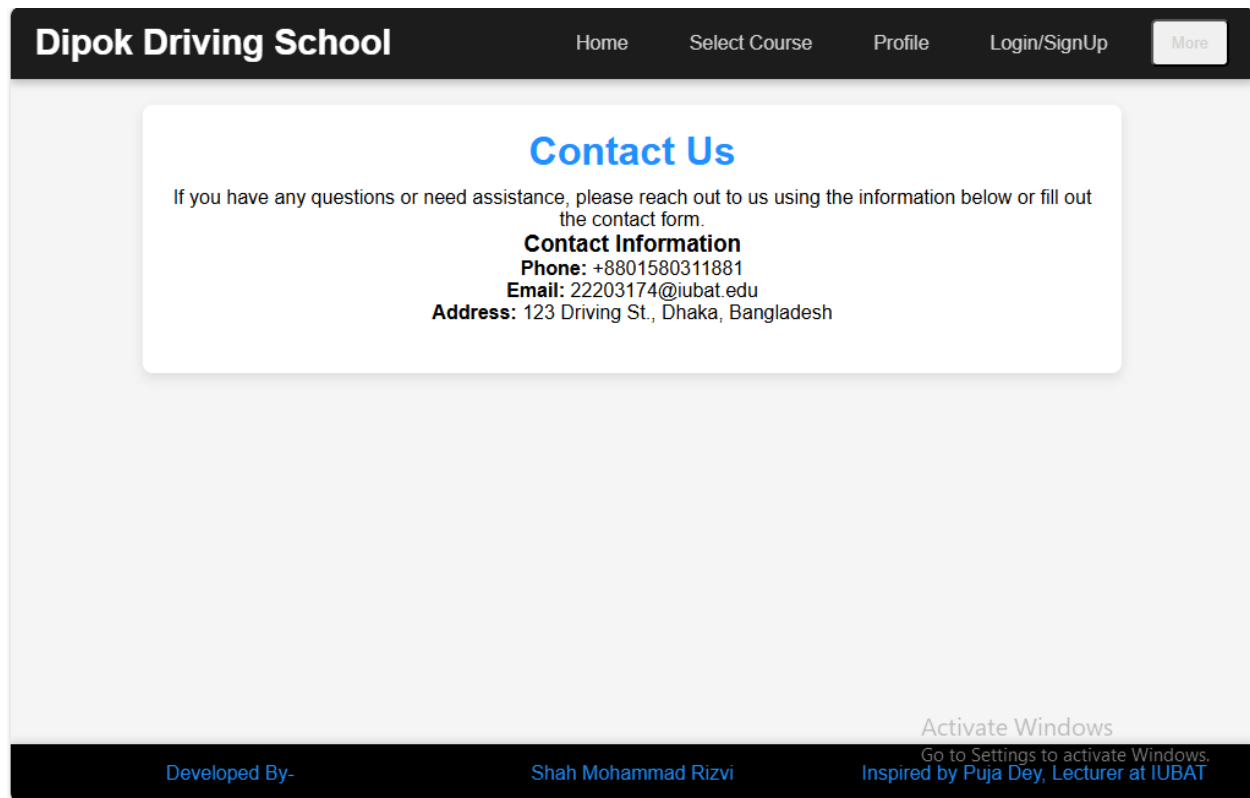 Dipok Driving School Home Select Course Profile Login/SignUp More
Contact Us
If you have any questions or need assistance, please reach out to us using the information below or fill out
the contact form.
Contact Information
Phone: +8801580311881
Email: 22203174@iubat.edu
Address: 123 Driving St., Dhaka, Bangladesh
Activate Windows
Go to Settings to activate Windows.
Developed By- Shah Mohammad Rizvi Inspired by Puja Dey, Lecturer at IUBAT